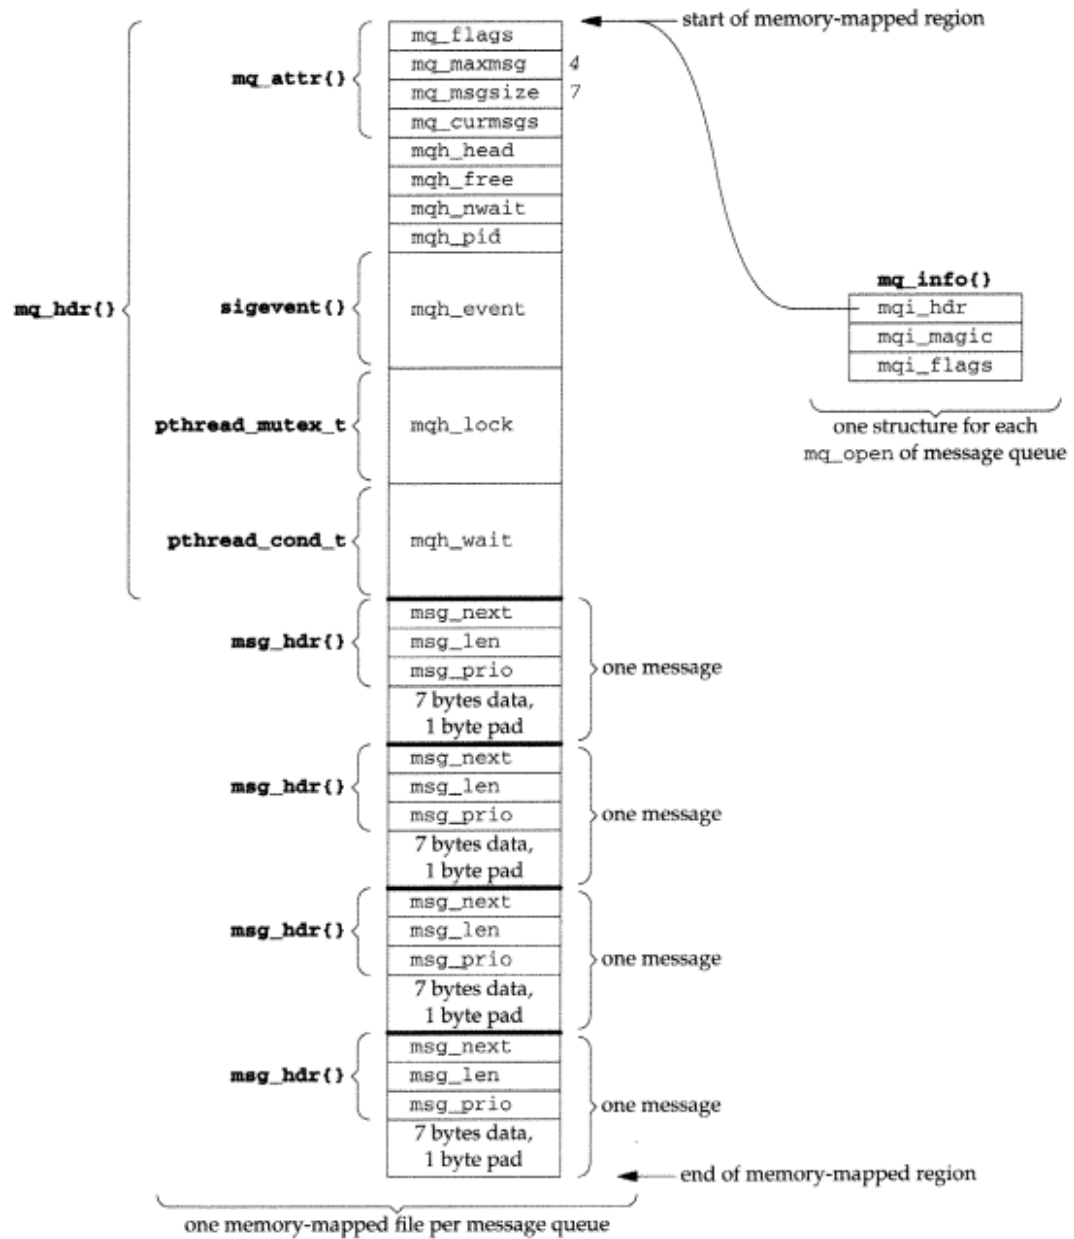 start of memory-mapped region
mq_flags
mq_maxmsg 4
mq_attr{}
mq_msgsize 7
mq_curmsgs
mqh_head
mqh_free
mqh_nwait
mqh_pid
mq_info{}
mq_hdr{} sigevent{} mqh_event mqi_hdr
mqi_magic
mqi_flags
pthread_mutex_t mqh_lock
one structure for each
mq_open of message queue
pthread_cond_t mqh_wait
msg_next
msg_hdr{} msg_len
msg_prio one message
7 bytes data,
1 byte pad
msg_next
msg_hdr{} msg_len
msg_prio one message
7 bytes data,
1 byte pad
msg_next
msg_hdr{} msg_len
msg_prio one message
7 bytes data,
1 byte pad
msg_next
msg_hdr{} msg_len
msg_prio one message
7 bytes data,
1 byte pad
end of memory-mapped region
one memory-mapped file per message queue